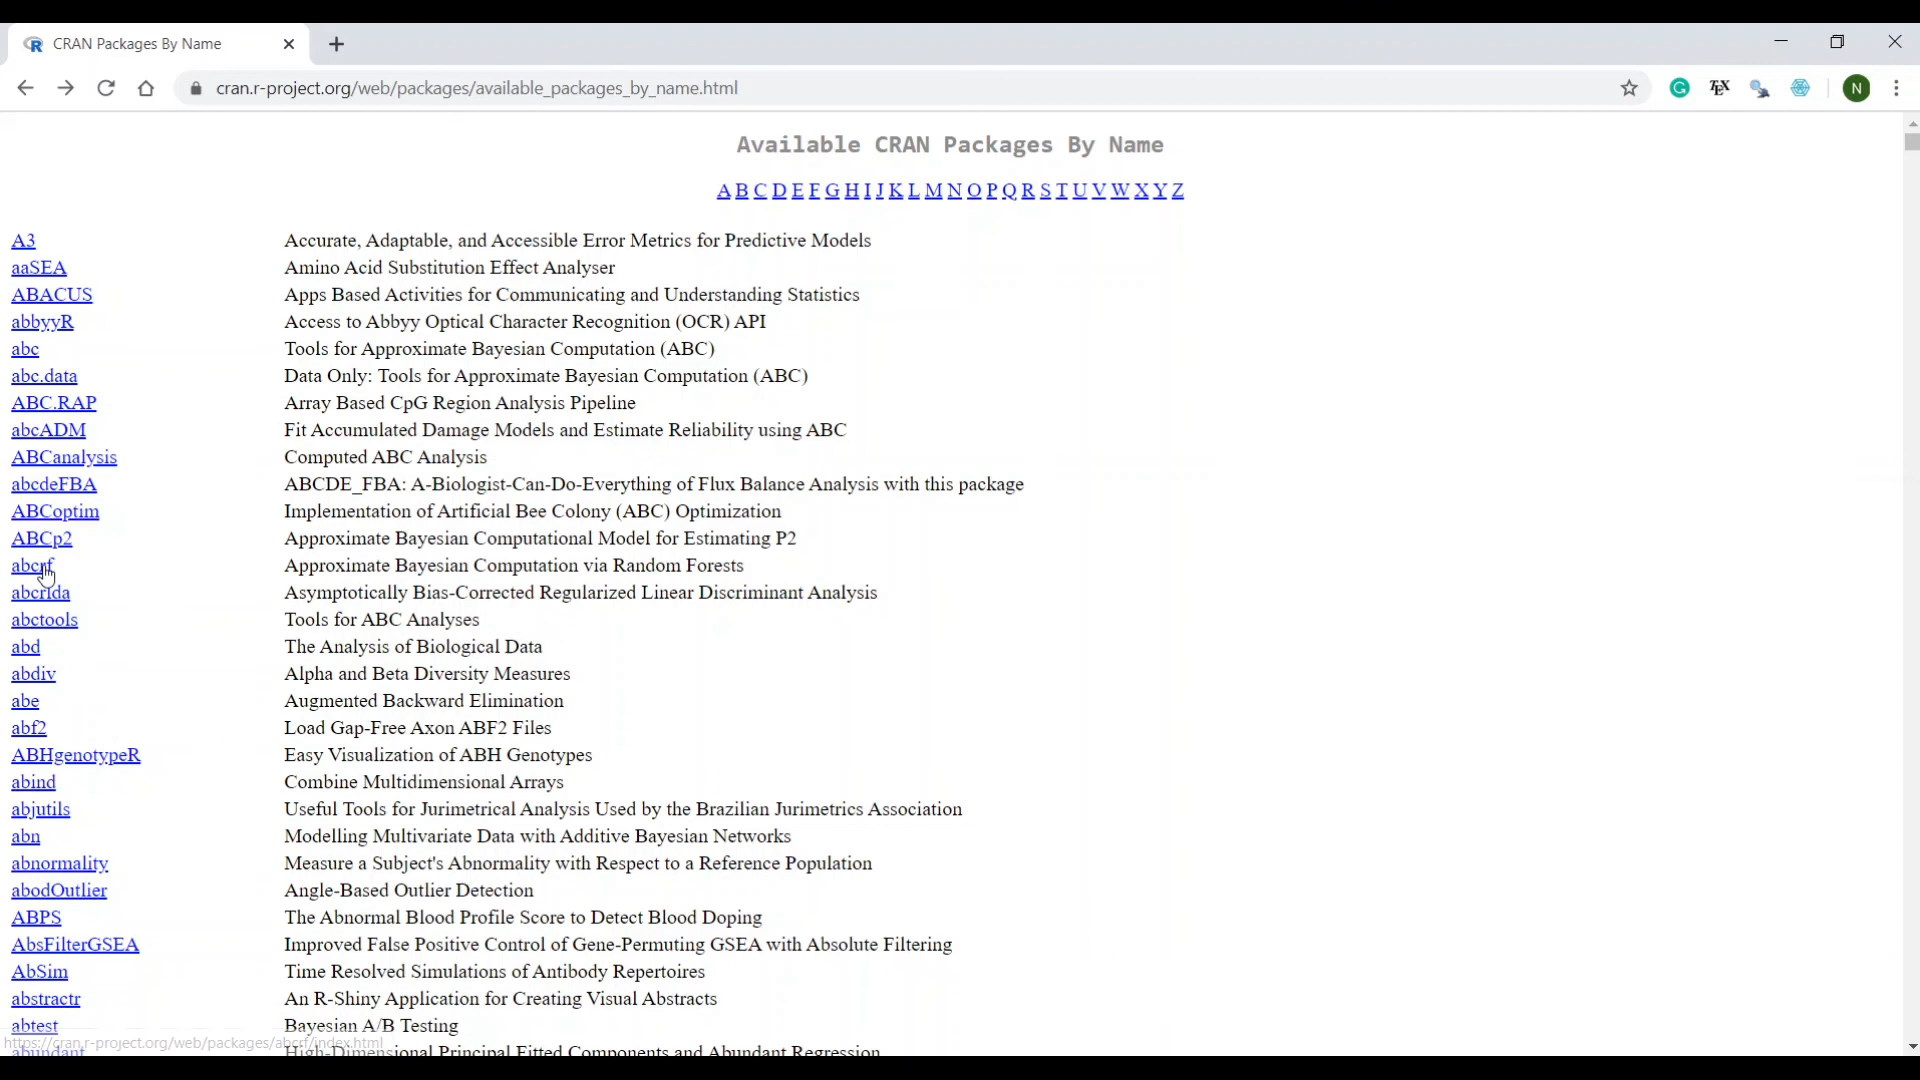 CRAN Packages By Name
cran.r-project.org/web/packages/available_packages_by_name.html
N
Available CRAN Packages By Name
A B C D E F G H I J K L M N O P Q R S T U V W X Y Z
A3 Accurate, Adaptable, and Accessible Error Metrics for Predictive Models
aaSEA Amino Acid Substitution Effect Analyser
ABACUS Apps Based Activities for Communicating and Understanding Statistics
abbyyR Access to Abbyy Optical Character Recognition (OCR) API
abc Tools for Approximate Bayesian Computation (ABC)
abc.data Data Only: Tools for Approximate Bayesian Computation (ABC)
ABC.RAP Array Based CpG Region Analysis Pipeline
abcADM Fit Accumulated Damage Models and Estimate Reliability using ABC
ABCanalysis Computed ABC Analysis
abcdeFBA ABCDE_FBA: A-Biologist-Can-Do-Everything of Flux Balance Analysis with this package
ABCoptim Implementation of Artificial Bee Colony (ABC) Optimization
ABCp2 Approximate Bayesian Computational Model for Estimating P2
abcrf Approximate Bayesian Computation via Random Forests
abcrlda Asymptotically Bias-Corrected Regularized Linear Discriminant Analysis
abctools Tools for ABC Analyses
abd The Analysis of Biological Data
abdiv Alpha and Beta Diversity Measures
abe Augmented Backward Elimination
abf2 Load Gap-Free Axon ABF2 Files
ABHgenotypeR Easy Visualization of ABH Genotypes
abind Combine Multidimensional Arrays
abjutils Useful Tools for Jurimetrical Analysis Used by the Brazilian Jurimetrics Association
abn Modelling Multivariate Data with Additive Bayesian Networks
abnormality Measure a Subject's Abnormality with Respect to a Reference Population
abodOutlier Angle-Based Outlier Detection
ABPS The Abnormal Blood Profile Score to Detect Blood Doping
AbsFilterGSEA Improved False Positive Control of Gene-Permuting GSEA with Absolute Filtering
AbSim Time Resolved Simulations of Antibody Repertoires
abstractr An R-Shiny Application for Creating Visual Abstracts
abtest Bayesian A/B Testing
https://cran.r-project.org/web/packages/abcrf/index.html
abundant High-Dimensional Principal Fitted Components and Abundant Regression